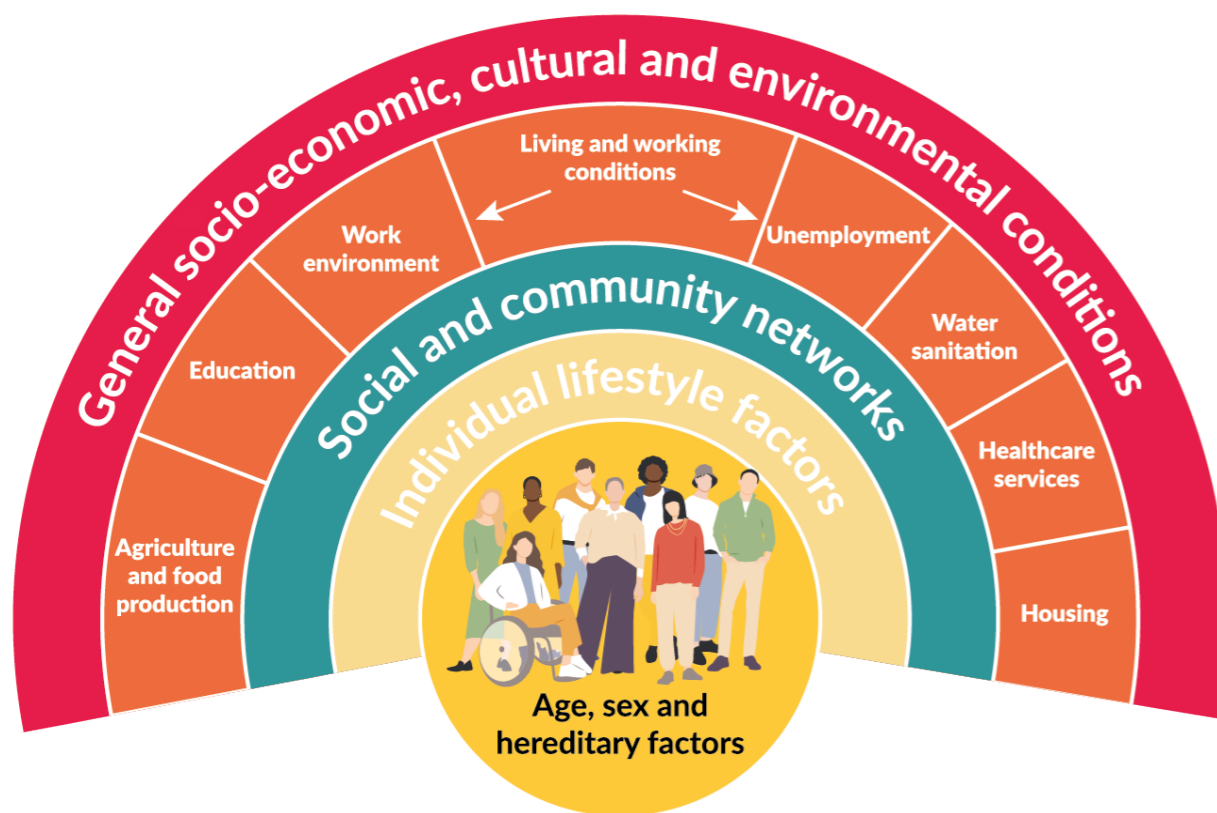 General socio-economic, cultural and environmental conditions
Living and working
conditions
Work
environment
Unemployment
Education
Water
sanitation
Agriculture
and food
production
Healthcare
services
Housing
Social and community networks
Individual lifestyle factors
Age, sex and
hereditary factors